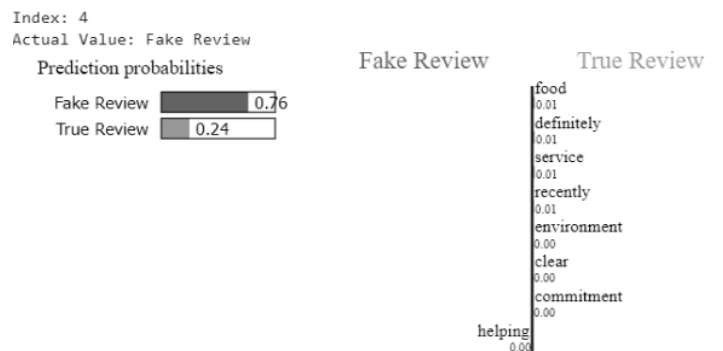 Index: 4
Actual Value: Fake Review
Prediction probabilities
Fake Review 0.76
True Review 0.24
Fake Review True Review
food
0.01
definitely
0.01
service
0.01
recently
0.01
environment
0.00
clear
0.00
commitment
0.00
helping
0.00